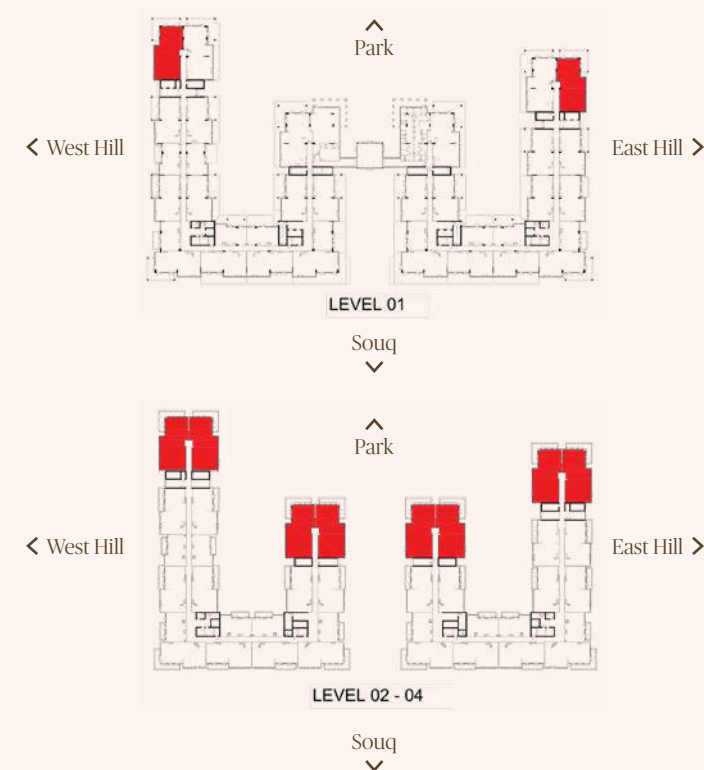 Park
West Hill
East Hill
LEVEL 01
Souq
Park
West Hill
East Hill
LEVEL 02 - 04
Souq